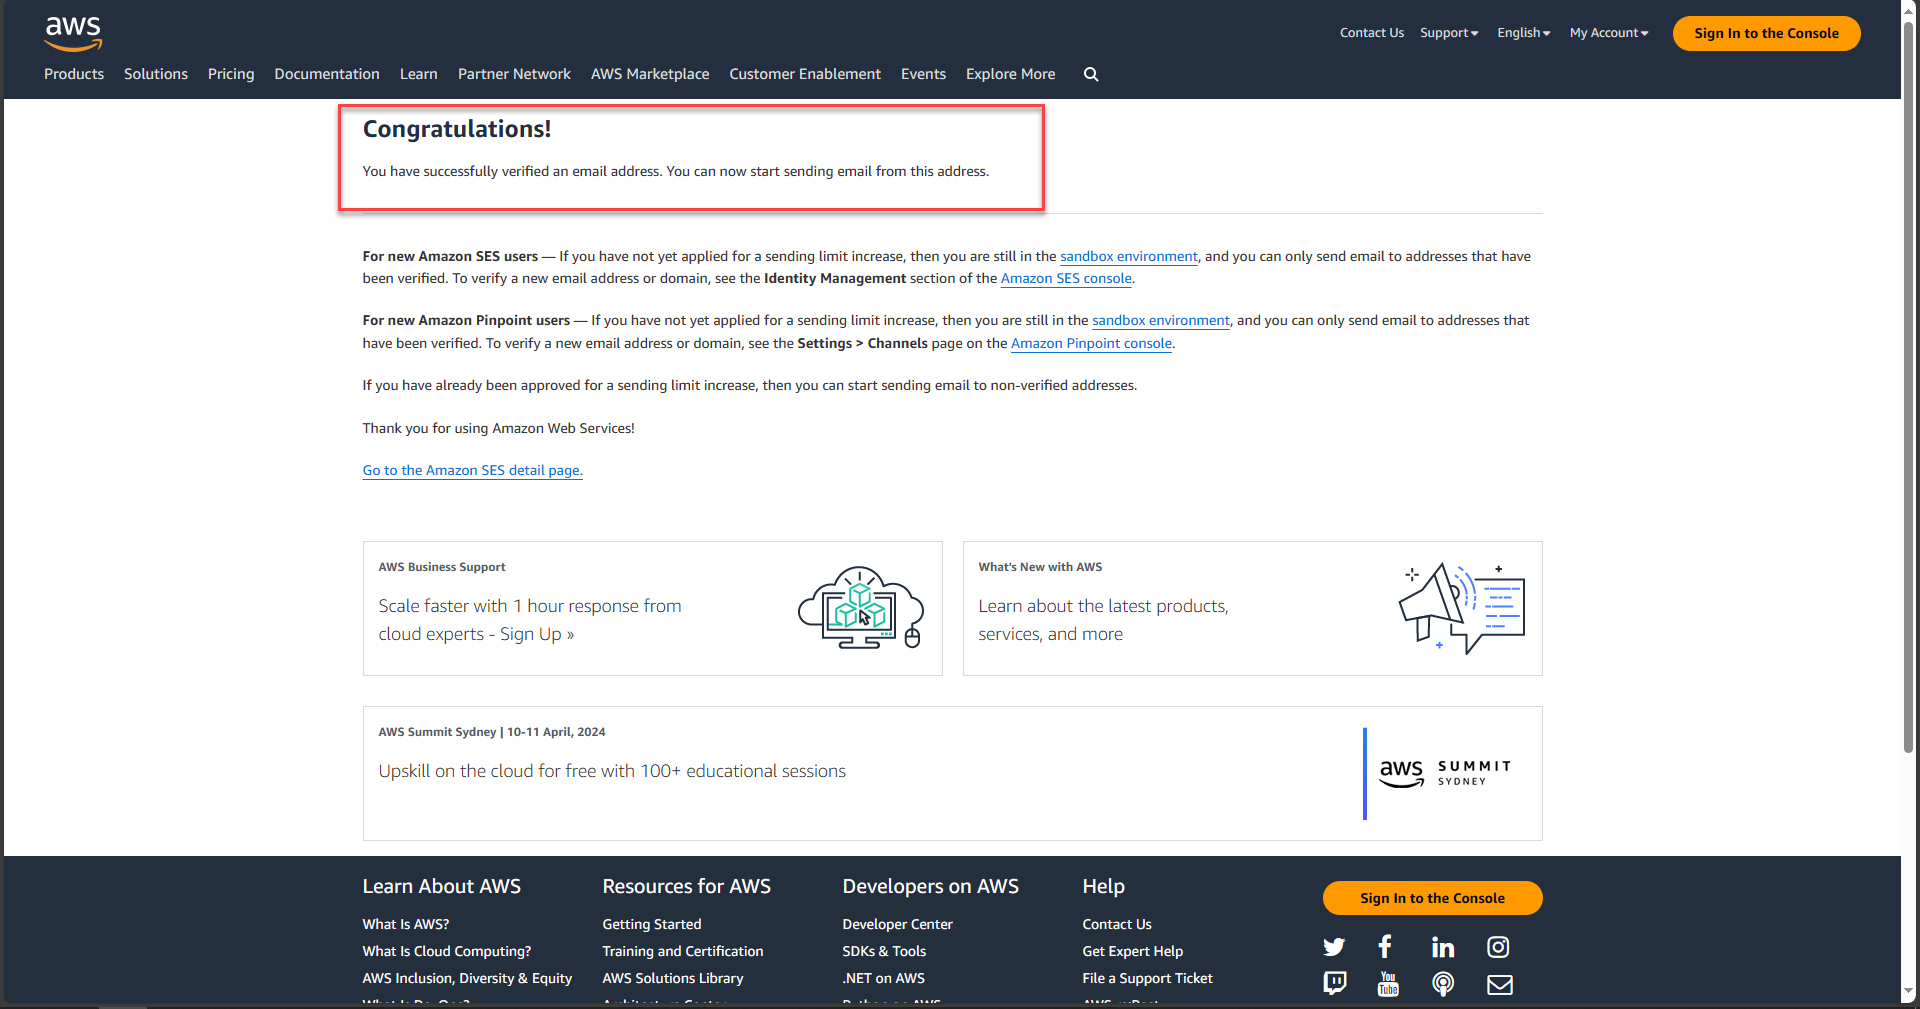 aws
Contact Us Support English My Account Sign In to the Console
Products Solutions Pricing Documentation Learn Partner Network AWS Marketplace Customer Enablement Events Explore More
Congratulations!
You have successfully verified an email address. You can now start sending email from this address.
For new Amazon SES users — If you have not yet applied for a sending limit increase, then you are still in the sandbox environment, and you can only send email to addresses that have
been verified. To verify a new email address or domain, see the Identity Management section of the Amazon SES console.
For new Amazon Pinpoint users — If you have not yet applied for a sending limit increase, then you are still in the sandbox environment, and you can only send email to addresses that
have been verified. To verify a new email address or domain, see the Settings > Channels page on the Amazon Pinpoint console.
If you have already been approved for a sending limit increase, then you can start sending email to non-verified addresses.
Thank you for using Amazon Web Services!
Go to the Amazon SES detail page.
AWS Business Support
Scale faster with 1 hour response from
cloud experts - Sign Up »
What's New with AWS
Learn about the latest products,
services, and more
AWS Summit Sydney | 10-11 April, 2024
Upskill on the cloud for free with 100+ educational sessions
aws SUMMIT
SYDNEY
Learn About AWS
What Is AWS?
What Is Cloud Computing?
AWS Inclusion, Diversity & Equity
What Is DevOps?
Resources for AWS
Getting Started
Training and Certification
AWS Solutions Library
Architecture Center
Developers on AWS
Developer Center
SDKs & Tools
.NET on AWS
Python on AWS
Help
Contact Us
Get Expert Help
File a Support Ticket
AWS re:Post
Sign In to the Console
You
Tube